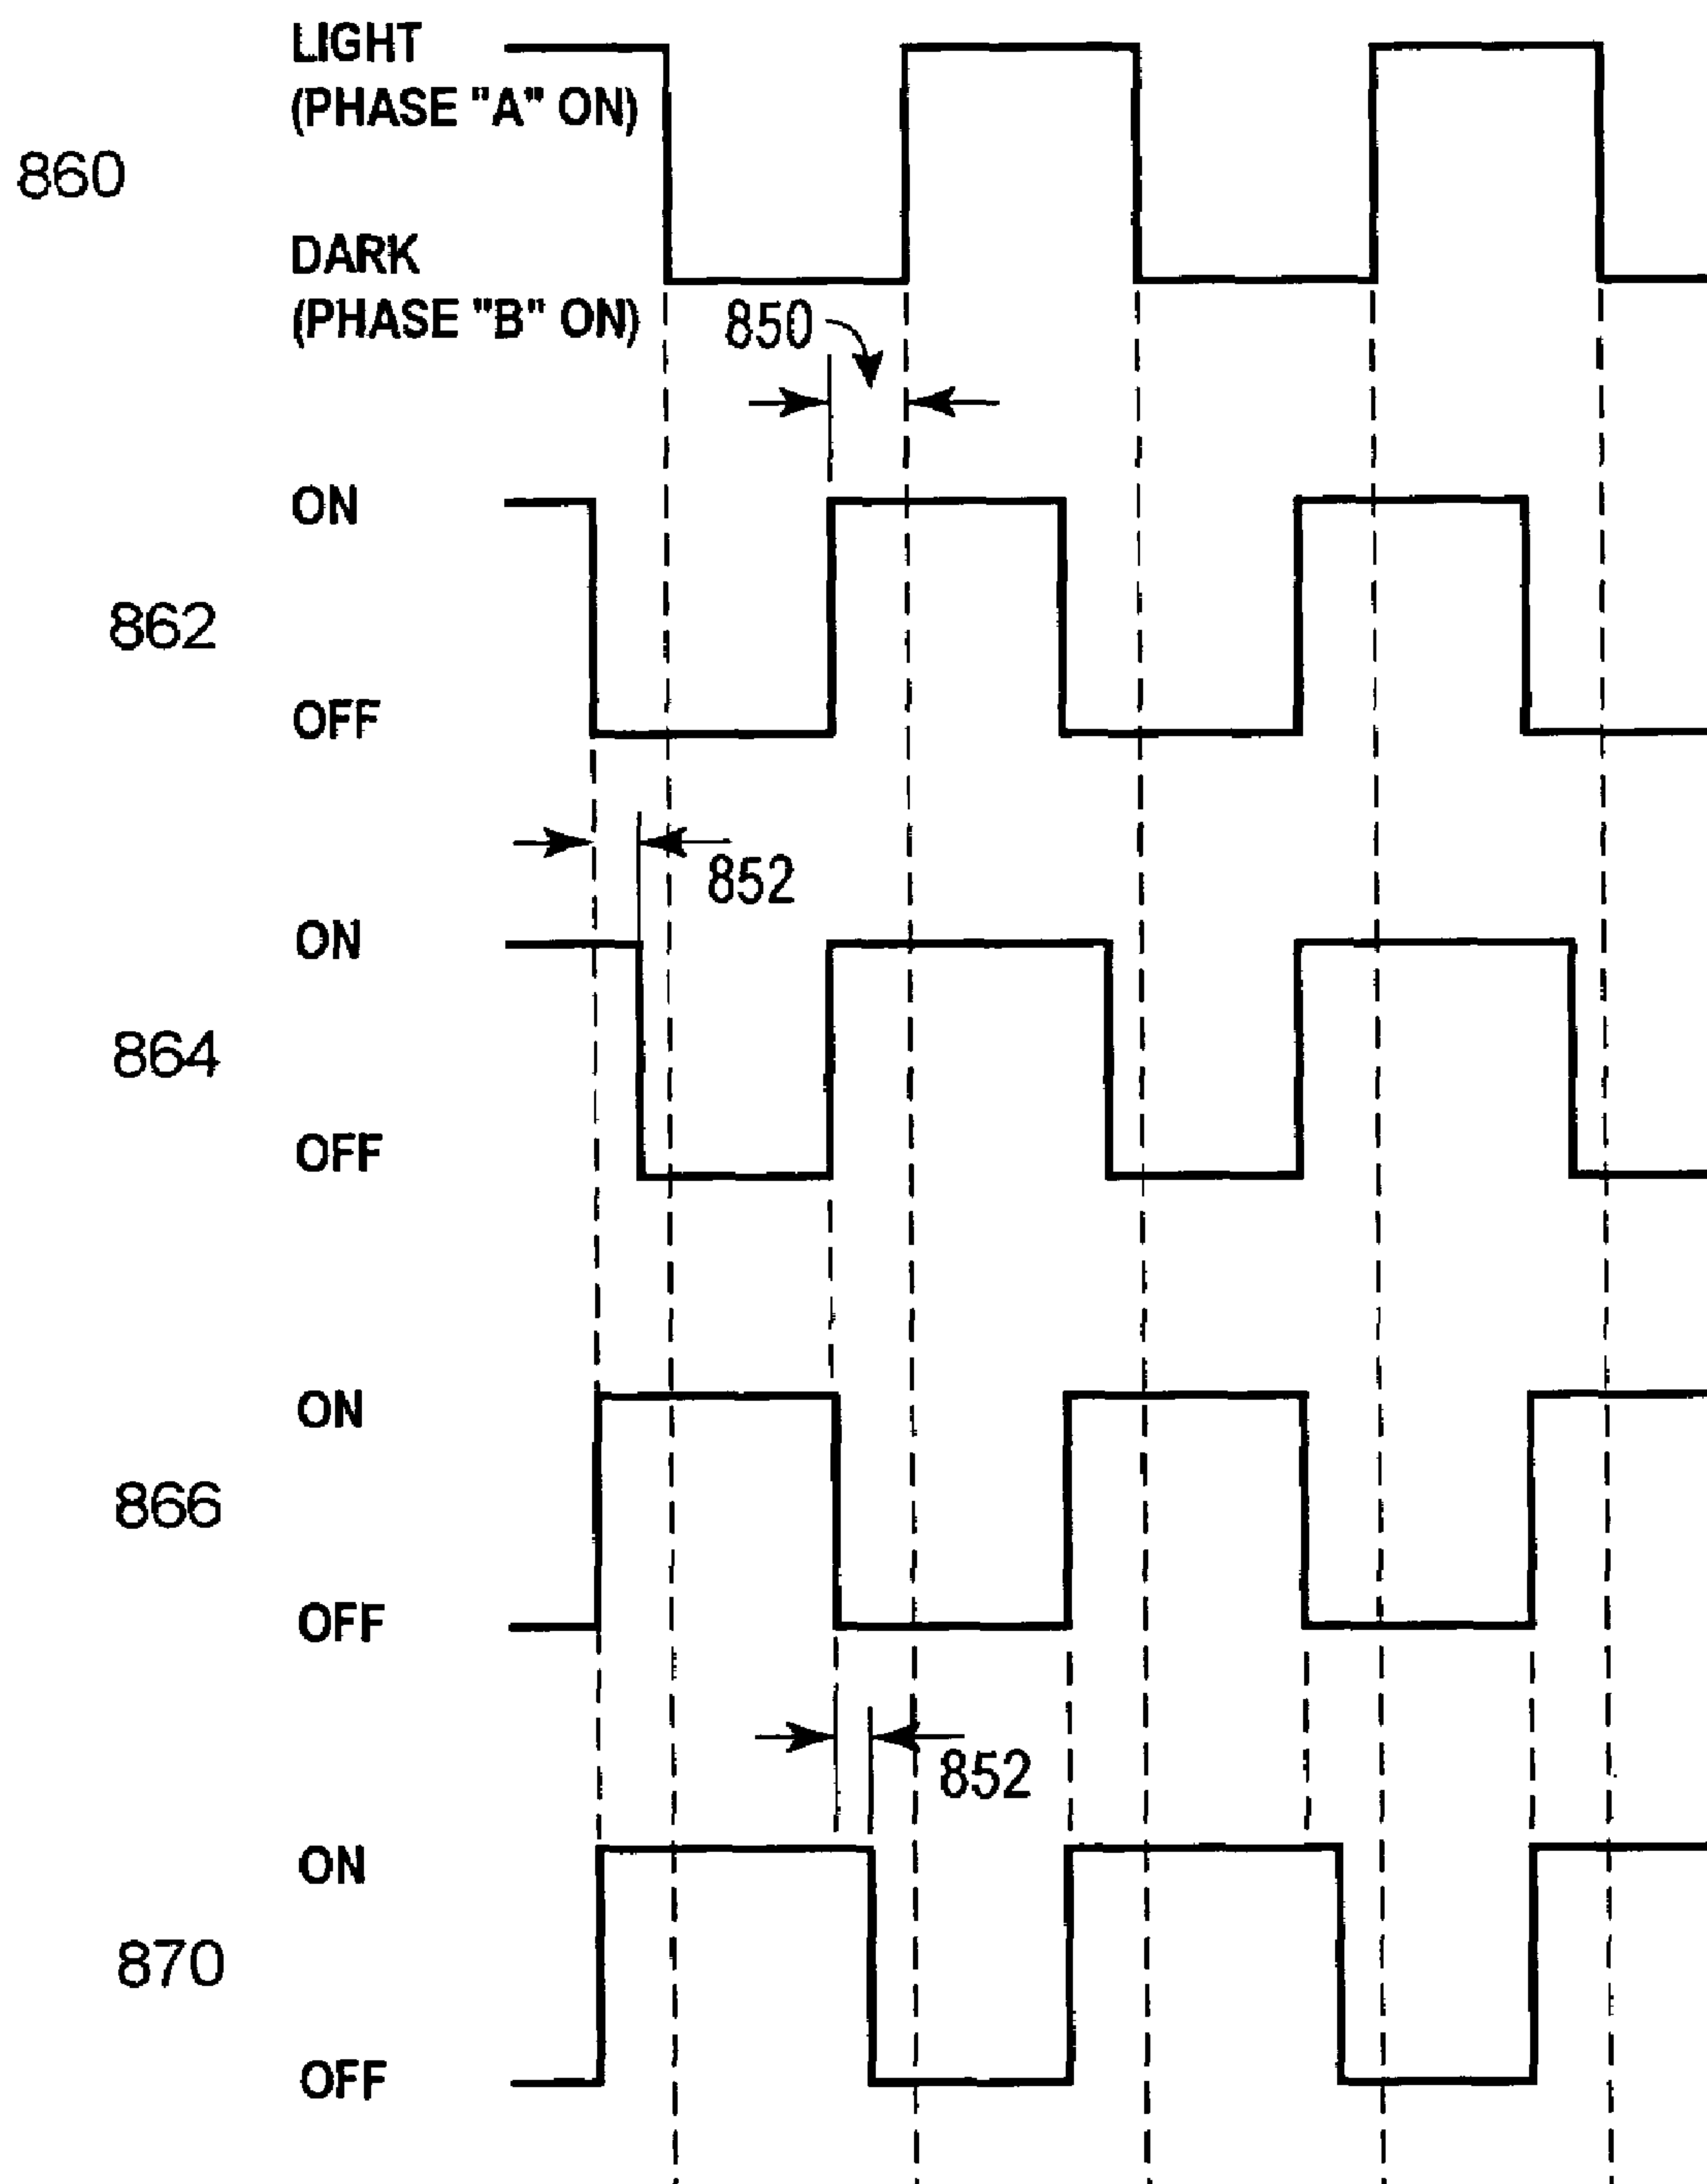 LIGHT
(PHASE "A" ON)
860
DARK
(PHASE "B" ON)
850
ON
862
OFF
852
ON
864
OFF
ON
866
OFF
852
ON
870
OFF